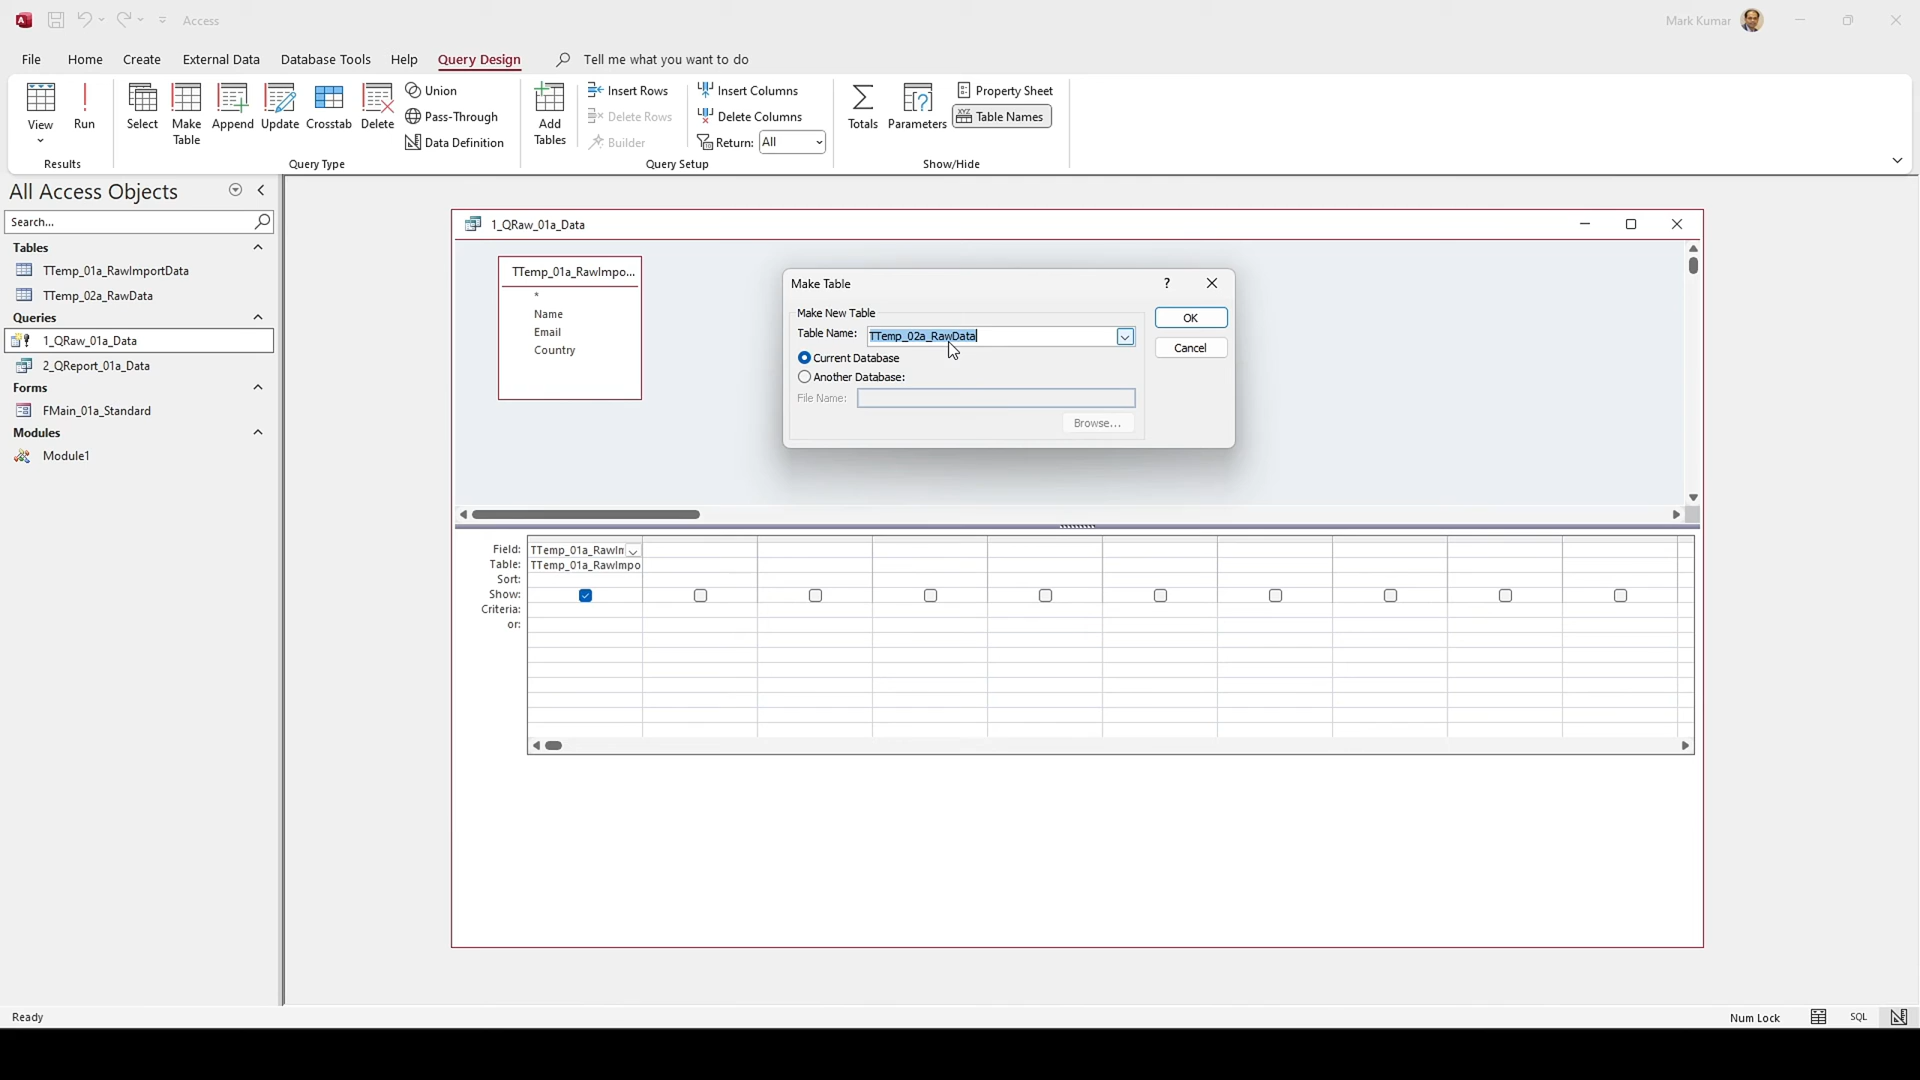 Access
Mark Kumar
File Home Create External Data Database Tools Help Query Design Tell me what you want to do
View
Run
Results
Select
Make Table
Append
Update
Crosstab
Delete
Union
Pass-Through
Data Definition
Query Type
Add Tables
Insert Rows
Delete Rows
Builder
Insert Columns
Delete Columns
Return: All
Query Setup
Totals
Parameters
Property Sheet
Table Names
Show/Hide
All Access Objects
Search...
Tables
TTemp_01a_RawImportData
TTemp_02a_RawData
Queries
1_QRaw_01a_Data
2_QReport_01a_Data
Forms
FMain_01a_Standard
Modules
Module1
1_QRaw_01a_Data
TTemp_01a_RawImpo...
*
Name
Email
Country
Make Table
?
Make New Table
Table Name: TTemp_02a_RawData
Current Database
Another Database:
File Name:
Browse...
OK
Cancel
Field: TTemp_01a_RawIm
Table: TTemp_01a_RawImpo
Sort:
Show:
Criteria:
or:
Ready
Num Lock
SQL